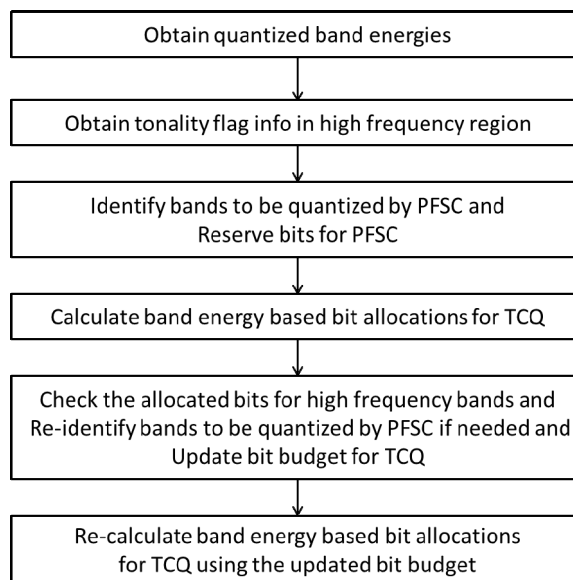 Obtain quantized band energies
Obtain tonality flag info in high frequency region
Identify bands to be quantized by PFSC and
Reserve bits for PFSC
Calculate band energy based bit allocations for TCQ
Check the allocated bits for high frequency bands and
Re-identify bands to be quantized by PFSC if needed and
Update bit budget for TCQ
Re-calculate band energy based bit allocations
for TCQ using the updated bit budget